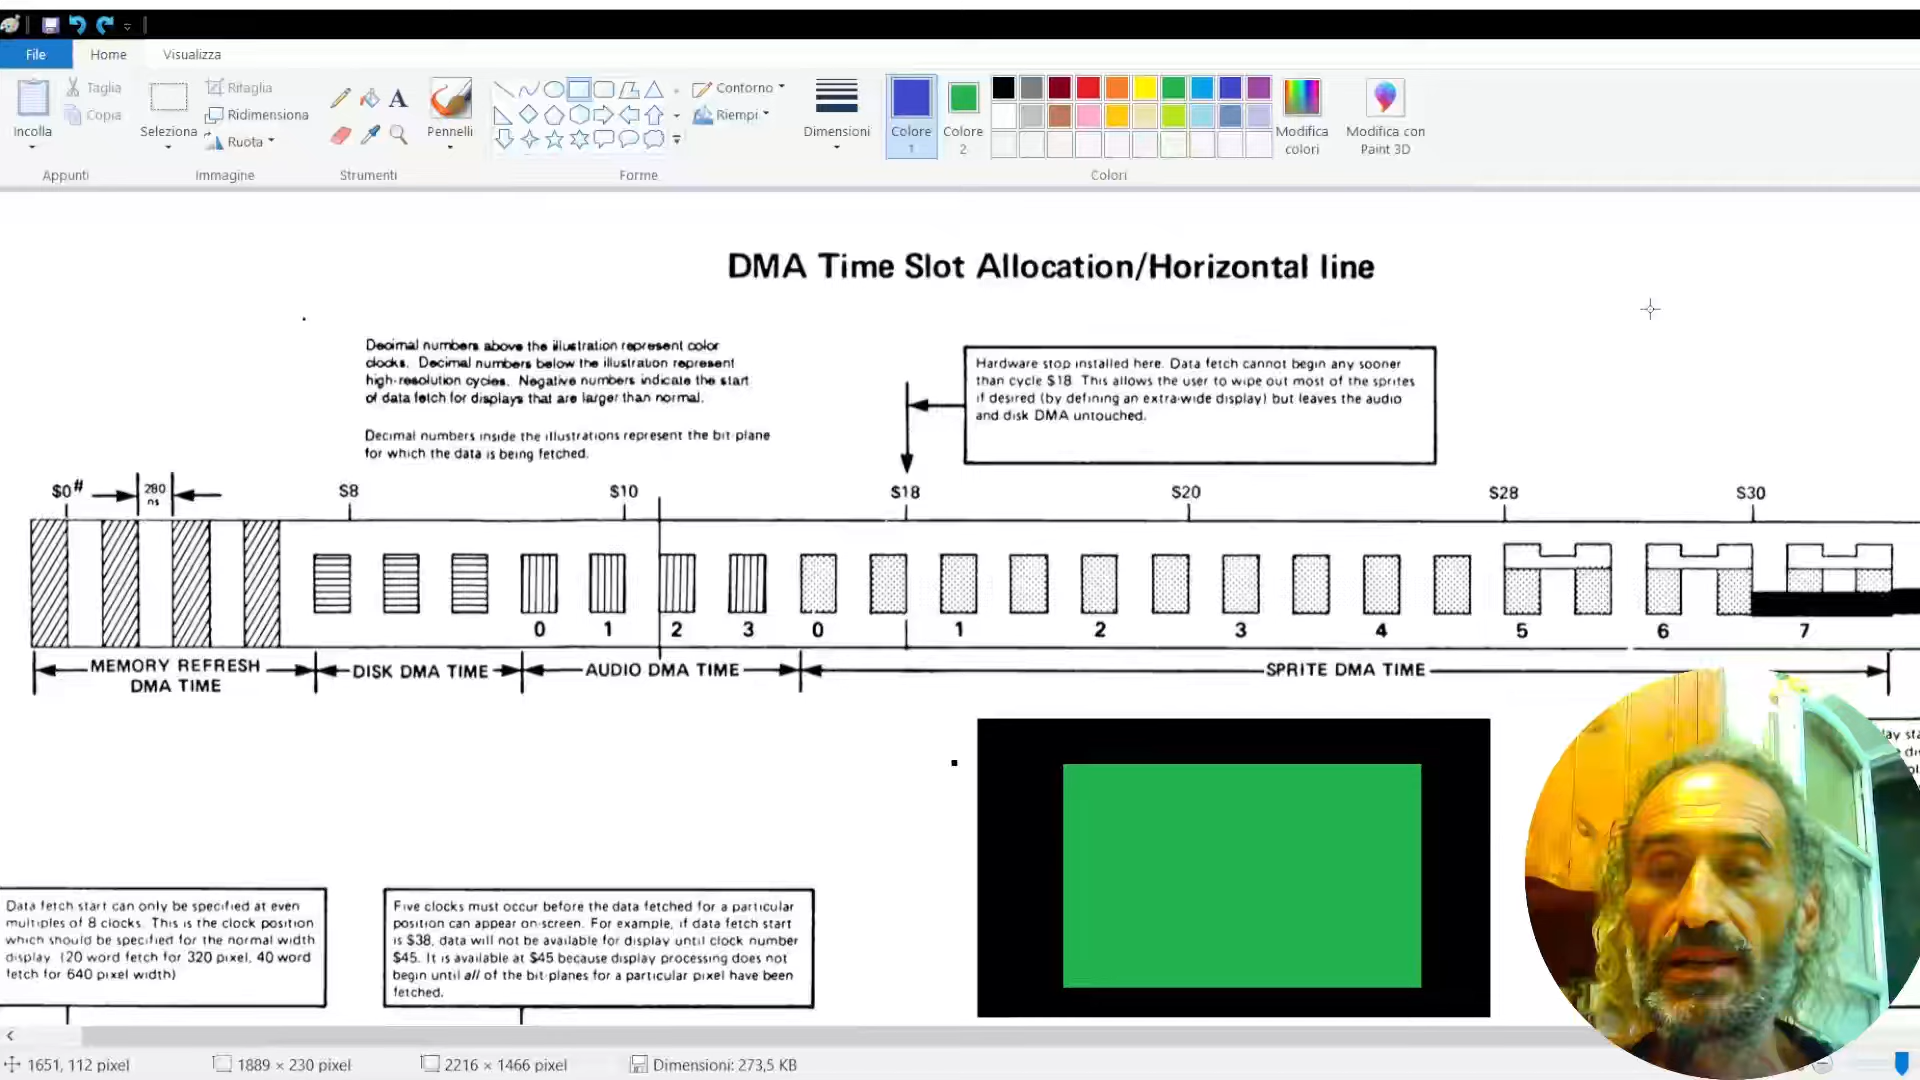 File Home Visualizza
Incolla
Taglia
Copia
Appunti
Seleziona
Ritaglia
Ridimensiona
Ruota
Immagine
A
Strumenti
Pennelli
Contorno
Riempi
Forme
Dimensioni
Colore
1
Colore
2
Modifica
colori
Modifica con
Paint 3D
Colori
DMA Time Slot Allocation/Horizontal line
Decimal numbers above the illustration represent color
clocks. Decimal numbers below the illustration represent
high-resolution cycles. Negative numbers indicate the start
of data fetch for displays that are larger than normal.
Decimal numbers inside the illustrations represent the bit-plane
for which the data is being fetched.
Hardware stop installed here. Data fetch cannot begin any sooner
than cycle $18. This allows the user to wipe out most of the sprites
if desired (by defining an extra-wide display) but leaves the audio
and disk DMA untouched.
$0# 280 ns $8 $10 $18 $20 $28 $30
0 1 2 3 0 1 2 3 4 5 6 7
MEMORY REFRESH
DMA TIME
DISK DMA TIME
AUDIO DMA TIME
SPRITE DMA TIME
Data fetch start can only be specified at even
multiples of 8 clocks. This is the clock position
which should be specified for the normal width
display. (20 word fetch for 320 pixel, 40 word
fetch for 640 pixel width)
Five clocks must occur before the data fetched for a particular
position can appear on-screen. For example, if data fetch start
is $38, data will not be available for display until clock number
$45. It is available at $45 because display processing does not
begin until all of the bit-planes for a particular pixel have been
fetched.
1651, 112 pixel 1889 × 230 pixel 2216 × 1466 pixel Dimensioni: 273,5 KB